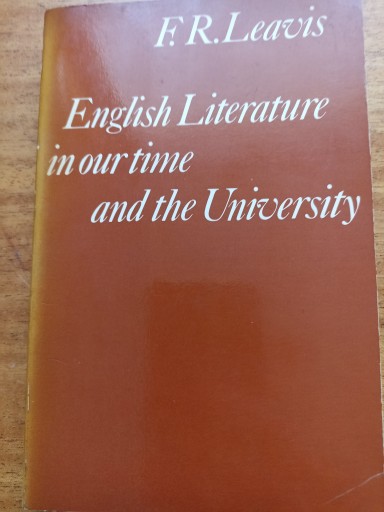 F. R. Leavis
English Literature
in our time
and the University